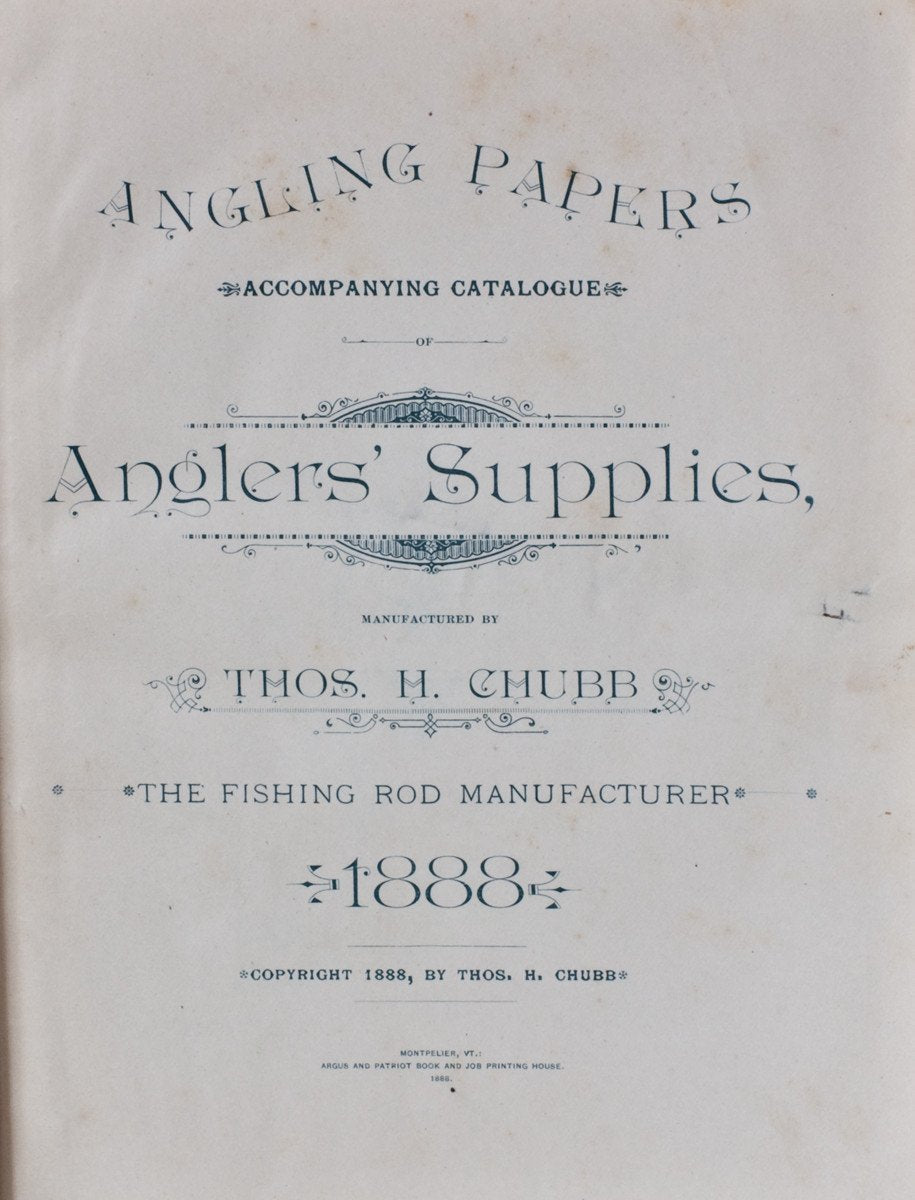 ANGLING PAPERS
ACCOMPANYING CATALOGUE
OF
Anglers' Supplies,
MANUFACTURED BY
THOS. H. CHUBB
THE FISHING ROD MANUFACTURER
1888
COPYRIGHT 1888, BY THOS. H. CHUBB
MONTPELIER, VT.:
ARGUS AND PATRIOT BOOK AND JOB PRINTING HOUSE.
1888.